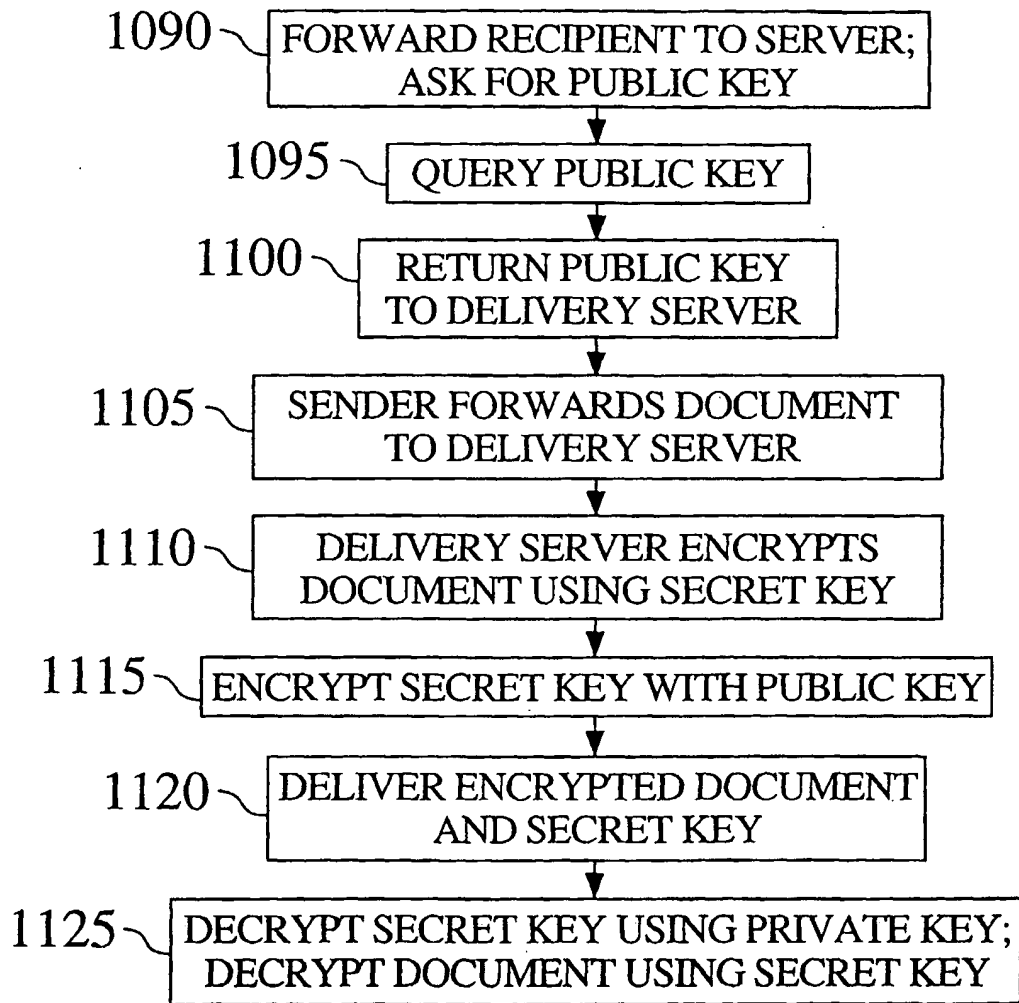 1090
FORWARD RECIPIENT TO SERVER;
ASK FOR PUBLIC KEY
1095
QUERY PUBLIC KEY
1100
RETURN PUBLIC KEY
TO DELIVERY SERVER
1105
SENDER FORWARDS DOCUMENT
TO DELIVERY SERVER
1110
DELIVERY SERVER ENCRYPTS
DOCUMENT USING SECRET KEY
1115
ENCRYPT SECRET KEY WITH PUBLIC KEY
1120
DELIVER ENCRYPTED DOCUMENT
AND SECRET KEY
1125
DECRYPT SECRET KEY USING PRIVATE KEY;
DECRYPT DOCUMENT USING SECRET KEY